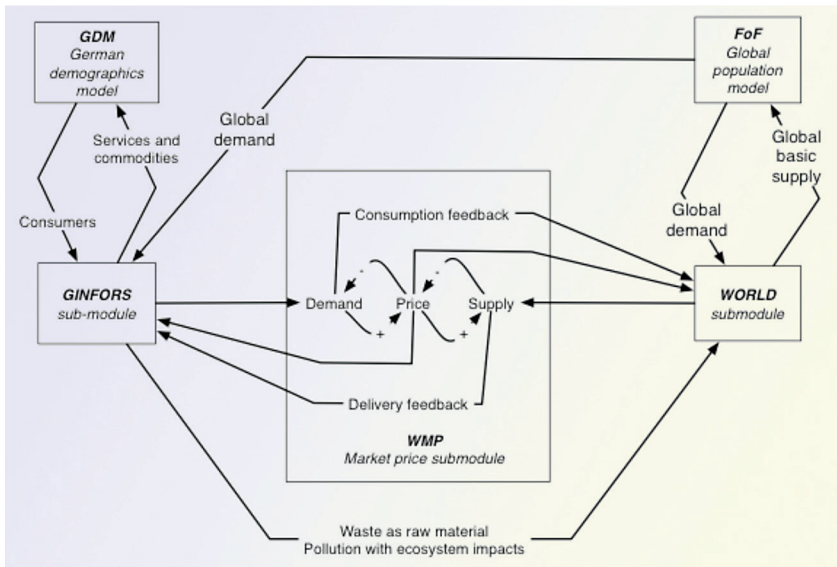 GDM
German
demographics
model
FoF
Global
population
model
Global
demand
Services and
commodities
Global
basic
supply
Consumers
Consumption feedback
Global
demand
GINFORS
sub-module
Demand
Price
Supply
-
-
+
+
WORLD
submodule
Delivery feedback
WMP
Market price submodule
Waste as raw material
Pollution with ecosystem impacts